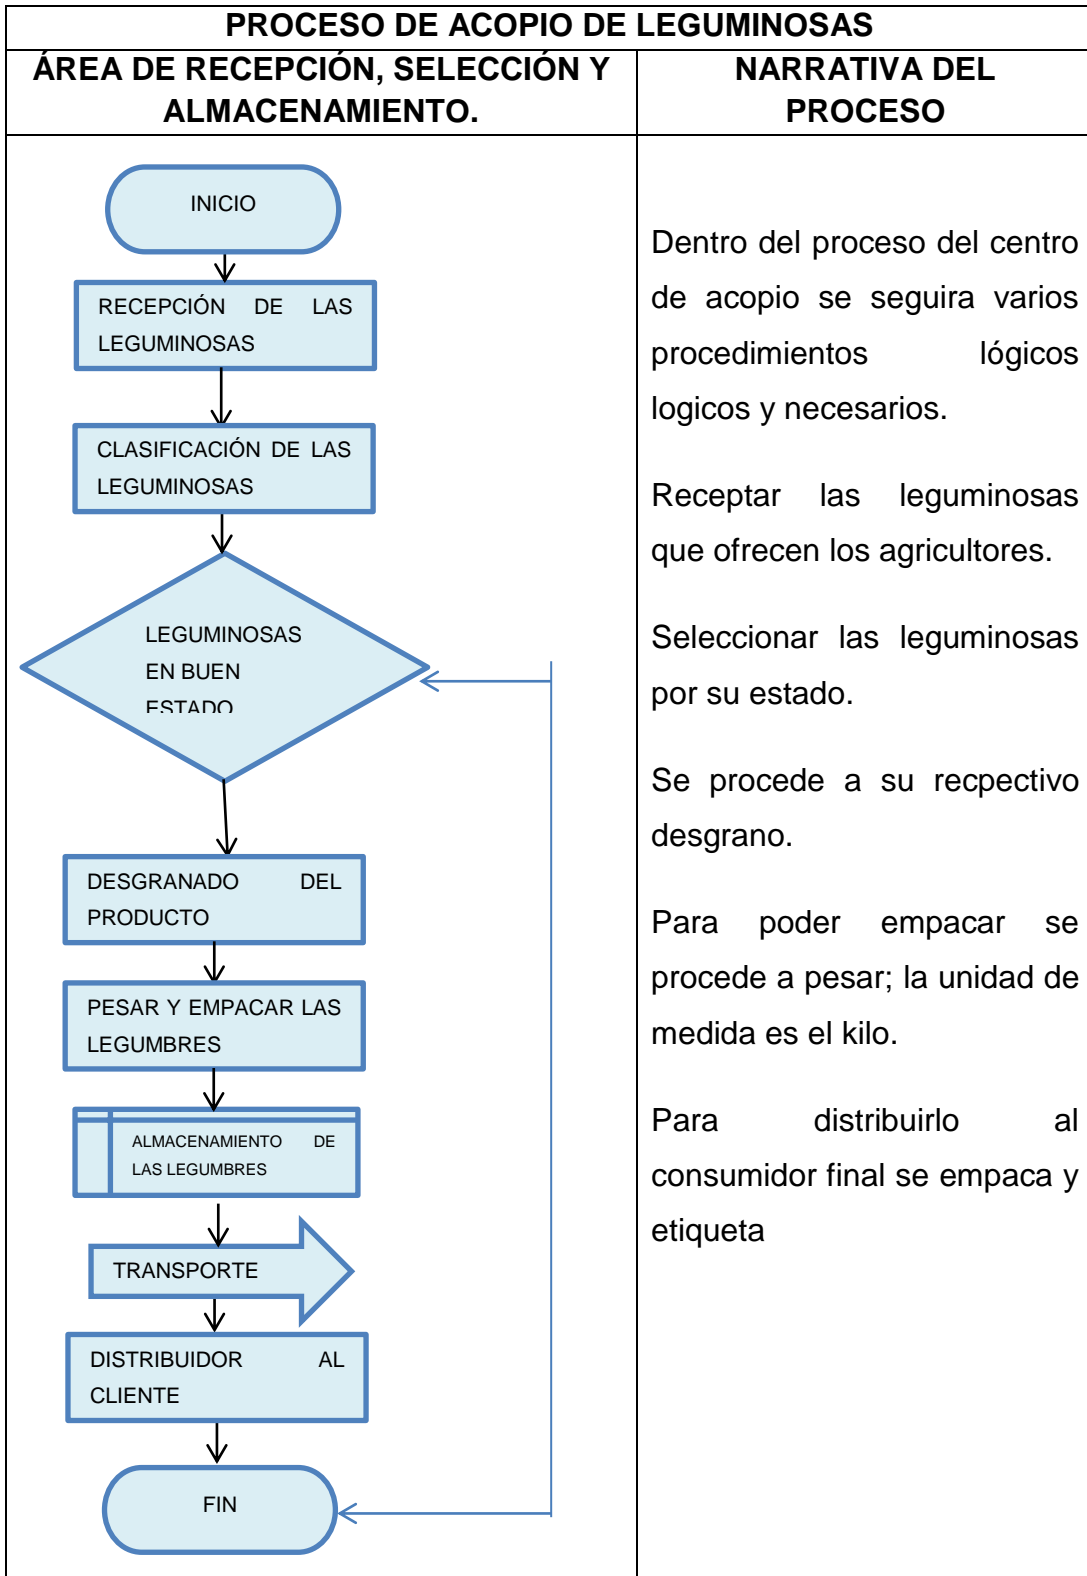 PROCESO DE ACOPIO DE LEGUMINOSAS
ÁREA DE RECEPCIÓN, SELECCIÓN Y
ALMACENAMIENTO.
NARRATIVA DEL
PROCESO
INICIO
RECEPCIÓN DE LAS
LEGUMINOSAS
CLASIFICACIÓN DE LAS
LEGUMINOSAS
LEGUMINOSAS
EN BUEN
ESTADO
DESGRANADO DEL
PRODUCTO
PESAR Y EMPACAR LAS
LEGUMBRES
ALMACENAMIENTO DE
LAS LEGUMBRES
TRANSPORTE
DISTRIBUIDOR AL
CLIENTE
FIN
Dentro del proceso del centro
de acopio se seguira varios
procedimientos lógicos
logicos y necesarios.
Receptar las leguminosas
que ofrecen los agricultores.
Seleccionar las leguminosas
por su estado.
Se procede a su recpectivo
desgrano.
Para poder empacar se
procede a pesar; la unidad de
medida es el kilo.
Para distribuirlo al
consumidor final se empaca y
etiqueta